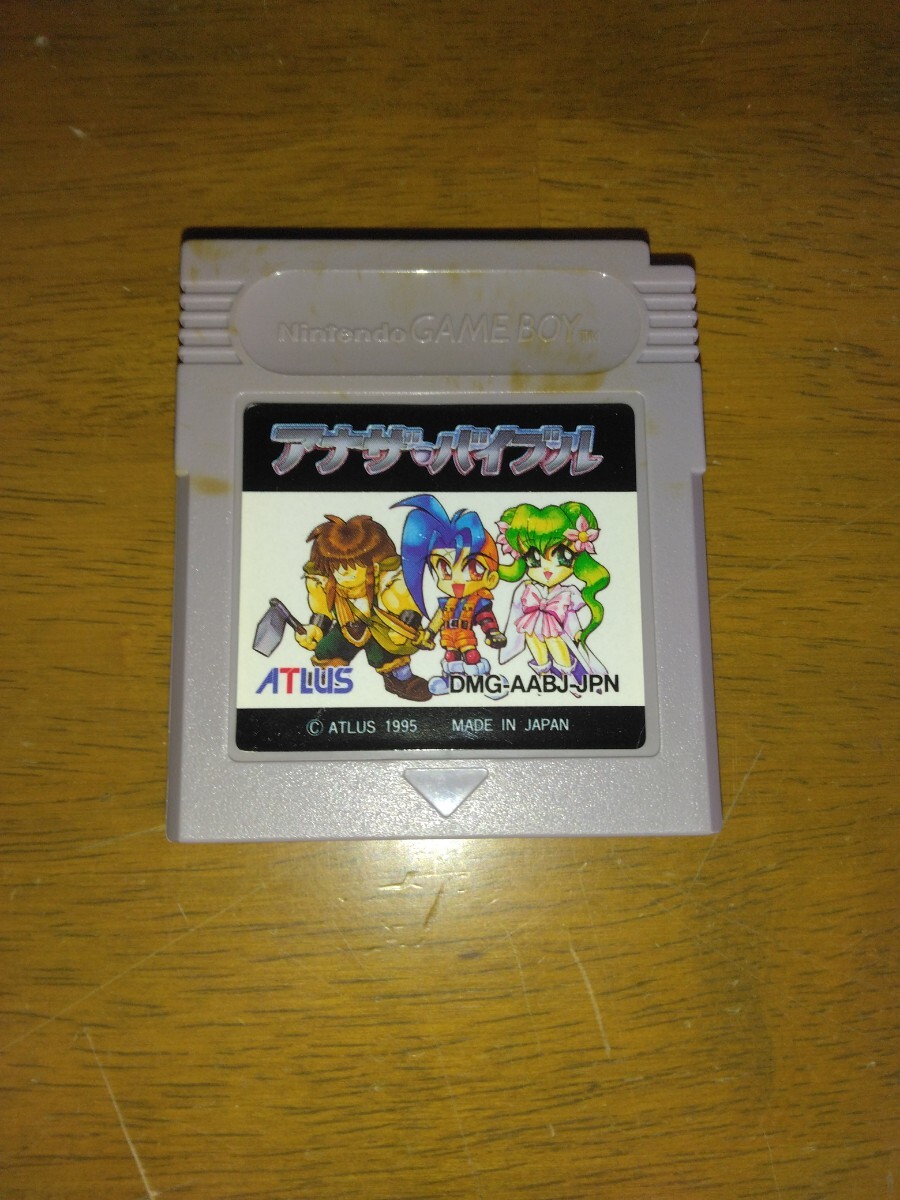 Nintendo GAME BOY TM
アナザ・バイブル
ATLUS
DMG-AABJ-JPN
© ATLUS 1995 MADE IN JAPAN